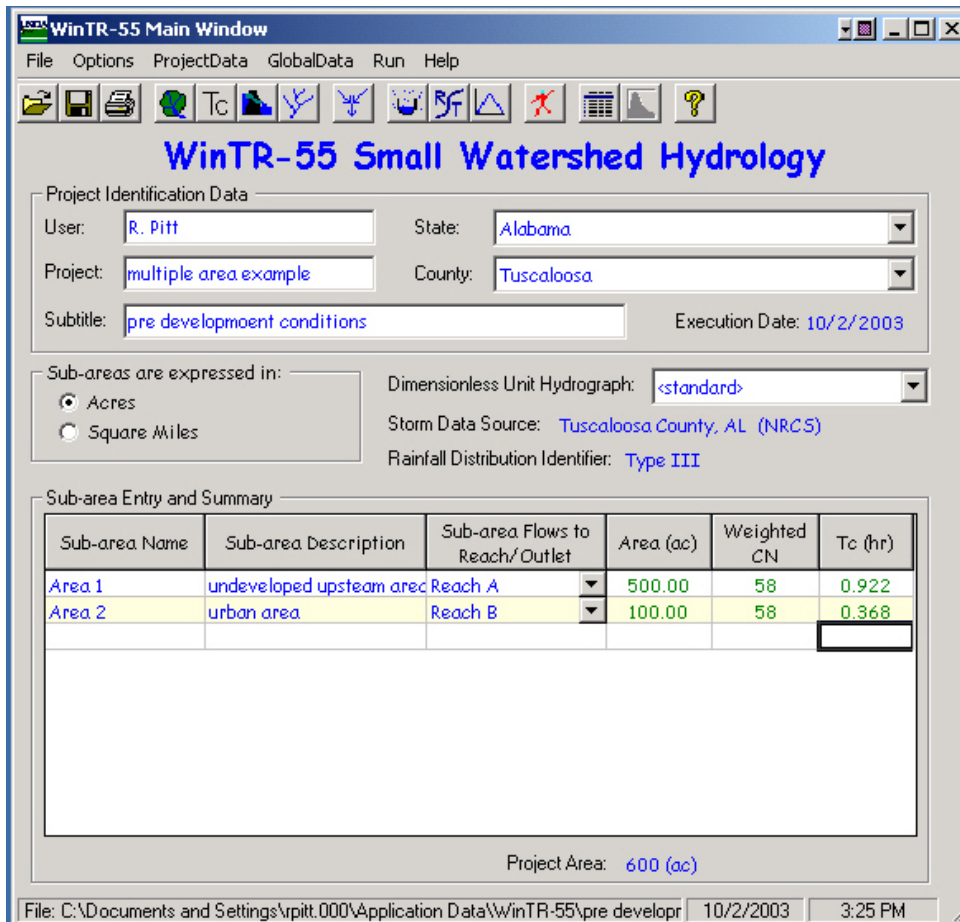 WinTR-55 Main Window
File Options ProjectData GlobalData Run Help
Tc
WinTR-55 Small Watershed Hydrology
Project Identification Data
User: R. Pitt State: Alabama
Project: multiple area example County: Tuscaloosa
Subtitle: pre developmoent conditions Execution Date: 10/2/2003
Sub-areas are expressed in:
Acres
Square Miles
Dimensionless Unit Hydrograph: <standard>
Storm Data Source: Tuscaloosa County, AL (NRCS)
Rainfall Distribution Identifier: Type III
Sub-area Entry and Summary
Sub-area Name Sub-area Description Sub-area Flows to Reach/Outlet Area (ac) Weighted CN Tc (hr)
Area 1 undeveloped upsteam area Reach A 500.00 58 0.922
Area 2 urban area Reach B 100.00 58 0.368
Project Area: 600 (ac)
File: C:\Documents and Settings\rpitt.000\Application Data\WinTR-55\pre developr 10/2/2003 3:25 PM